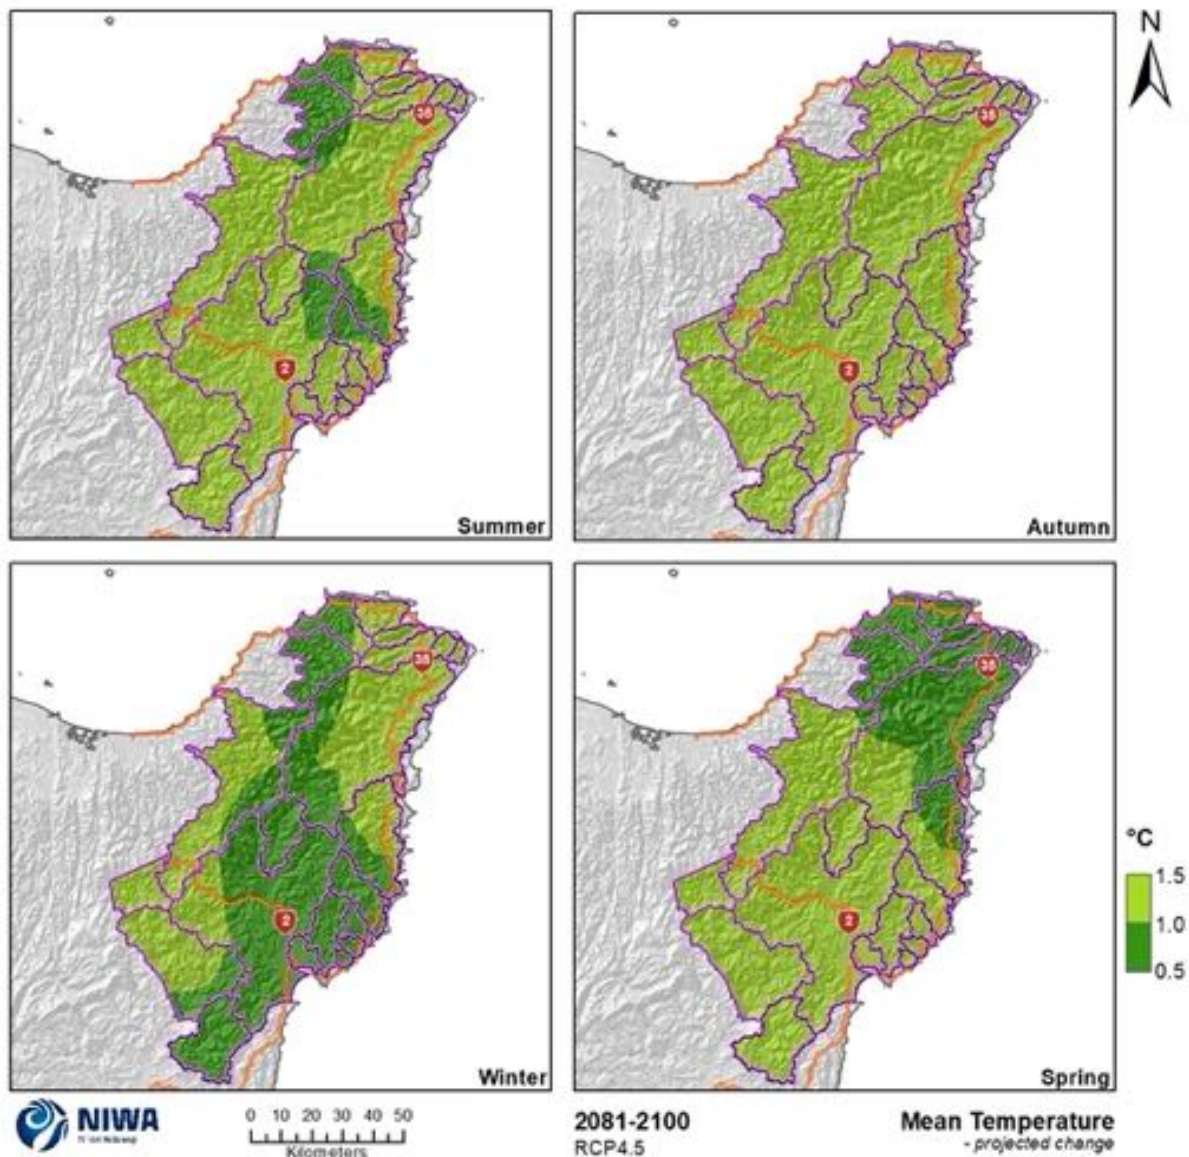 N
35
2
Summer
35
2
Autumn
35
2
Winter
35
2
Spring
°C
1.5
1.0
0.5
NIWA
0 10 20 30 40 50
Kilometers
2081-2100
RCP4.5
Mean Temperature
- projected change